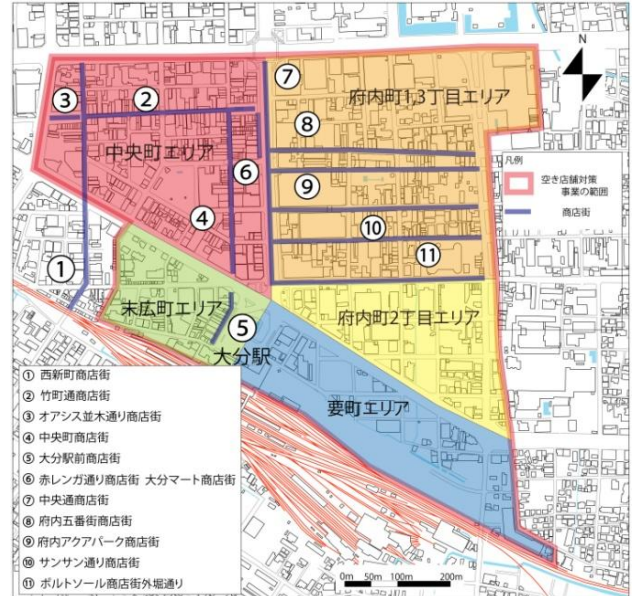 N
凡例
空き店舗対策
事業の範囲
商店街
府内町1,3丁目エリア
中央町エリア
末広町エリア
府内町2丁目エリア
大分駅
要町エリア
①
②
③
④
⑤
⑥
⑦
⑧
⑨
⑩
⑪
① 西新町商店街
② 竹町通商店街
③ オアシス並木通り商店街
④ 中央町商店街
⑤ 大分駅前商店街
⑥ 赤レンガ通り商店街 大分マート商店街
⑦ 中央通商店街
⑧ 府内五番街商店街
⑨ 府内アクアパーク商店街
⑩ サンサン通り商店街
⑪ ポルトソール商店街外堀通り
0m 50m 100m 200m